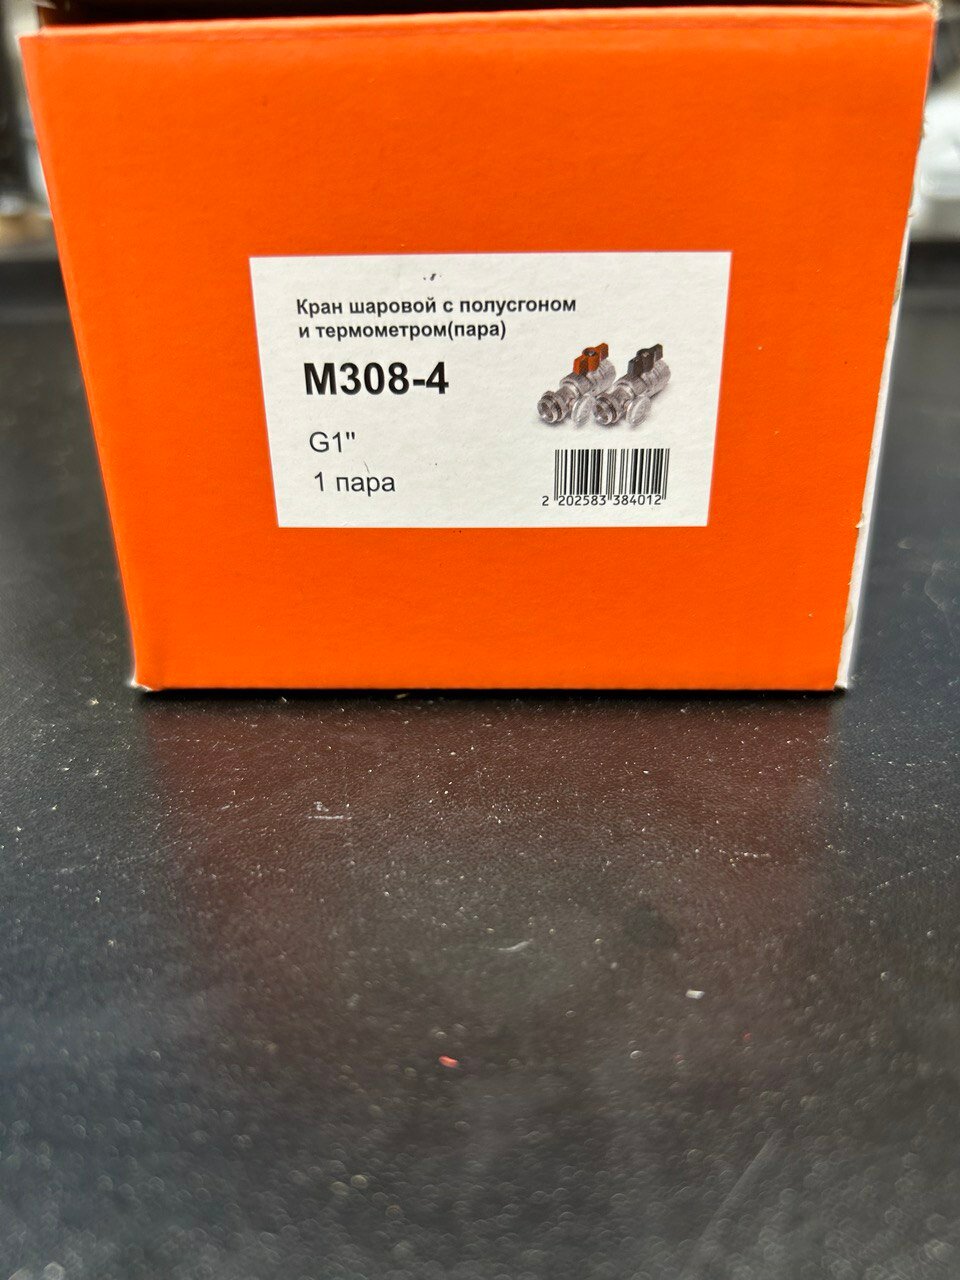 Кран шаровой с полусгоном
и термометром(пара)
M308-4
G1"
1 пара
2 202583 384012